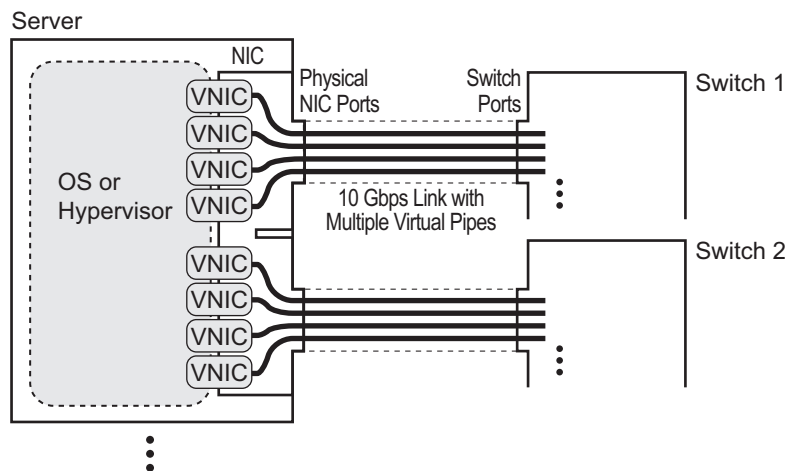 Server
NIC
Physical
NIC Ports
Switch
Ports
Switch 1
VNIC
VNIC
VNIC
VNIC
OS or
Hypervisor
10 Gbps Link with
Multiple Virtual Pipes
Switch 2
VNIC
VNIC
VNIC
VNIC